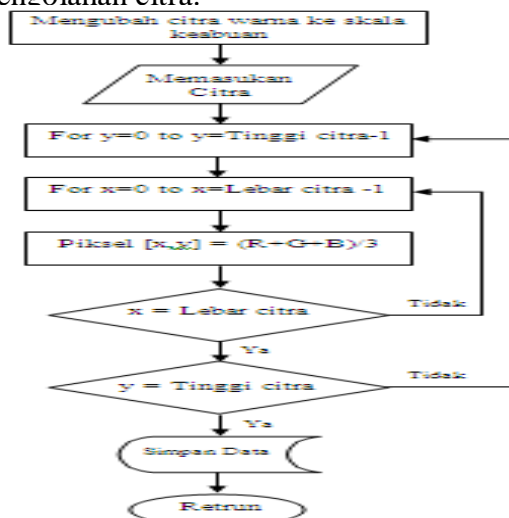 citra.
Mengubah citra warna ke skala
keabuan
Memasukan
Citra
For y=0 to y=Tinggi citra-1
For x=0 to x=Lebar citra -1
Piksel [x,y] = (R+G+B)/3
x = Lebar citra
Tidak
Ya
y = Tinggi citra
Tidak
Ya
Simpan Data
Retrun